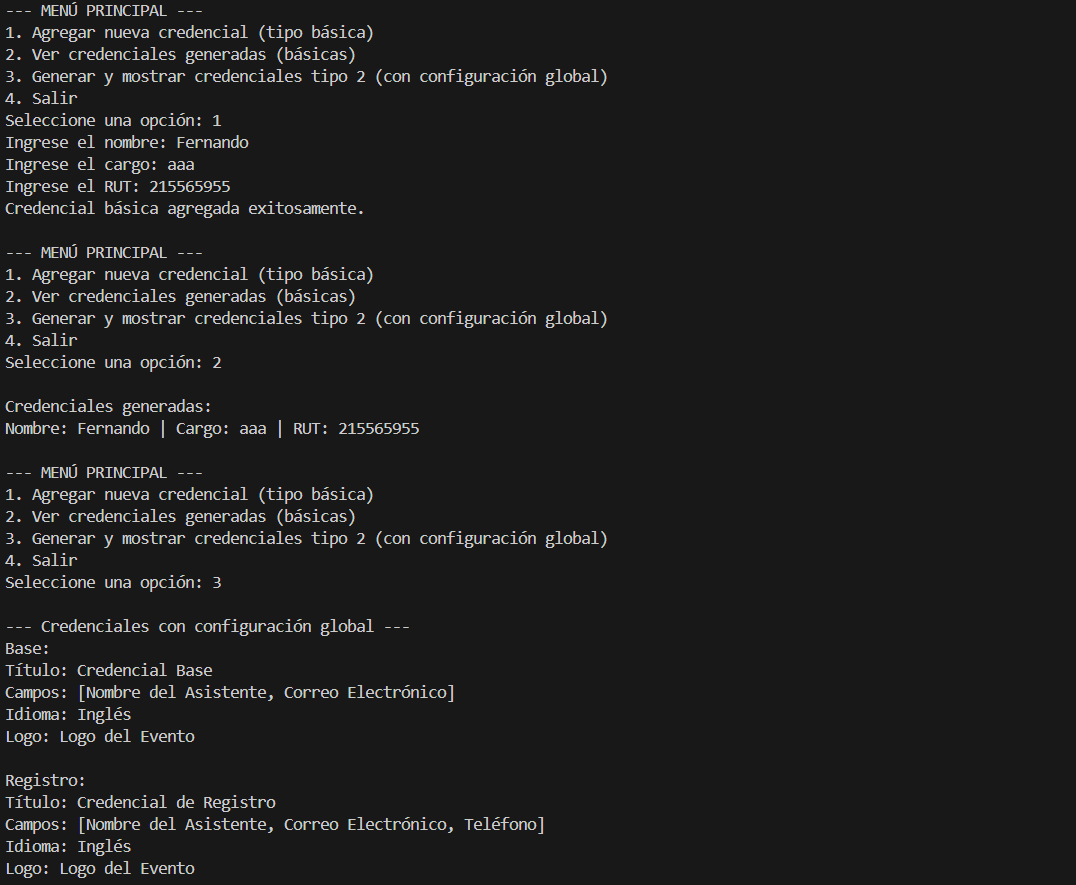 --- MENÚ PRINCIPAL ---
1. Agregar nueva credencial (tipo básica)
2. Ver credenciales generadas (básicas)
3. Generar y mostrar credenciales tipo 2 (con configuración global)
4. Salir
Seleccione una opción: 1
Ingrese el nombre: Fernando
Ingrese el cargo: aaa
Ingrese el RUT: 215565955
Credencial básica agregada exitosamente.

--- MENÚ PRINCIPAL ---
1. Agregar nueva credencial (tipo básica)
2. Ver credenciales generadas (básicas)
3. Generar y mostrar credenciales tipo 2 (con configuración global)
4. Salir
Seleccione una opción: 2

Credenciales generadas:
Nombre: Fernando | Cargo: aaa | RUT: 215565955

--- MENÚ PRINCIPAL ---
1. Agregar nueva credencial (tipo básica)
2. Ver credenciales generadas (básicas)
3. Generar y mostrar credenciales tipo 2 (con configuración global)
4. Salir
Seleccione una opción: 3

--- Credenciales con configuración global ---
Base:
Título: Credencial Base
Campos: [Nombre del Asistente, Correo Electrónico]
Idioma: Inglés
Logo: Logo del Evento

Registro:
Título: Credencial de Registro
Campos: [Nombre del Asistente, Correo Electrónico, Teléfono]
Idioma: Inglés
Logo: Logo del Evento